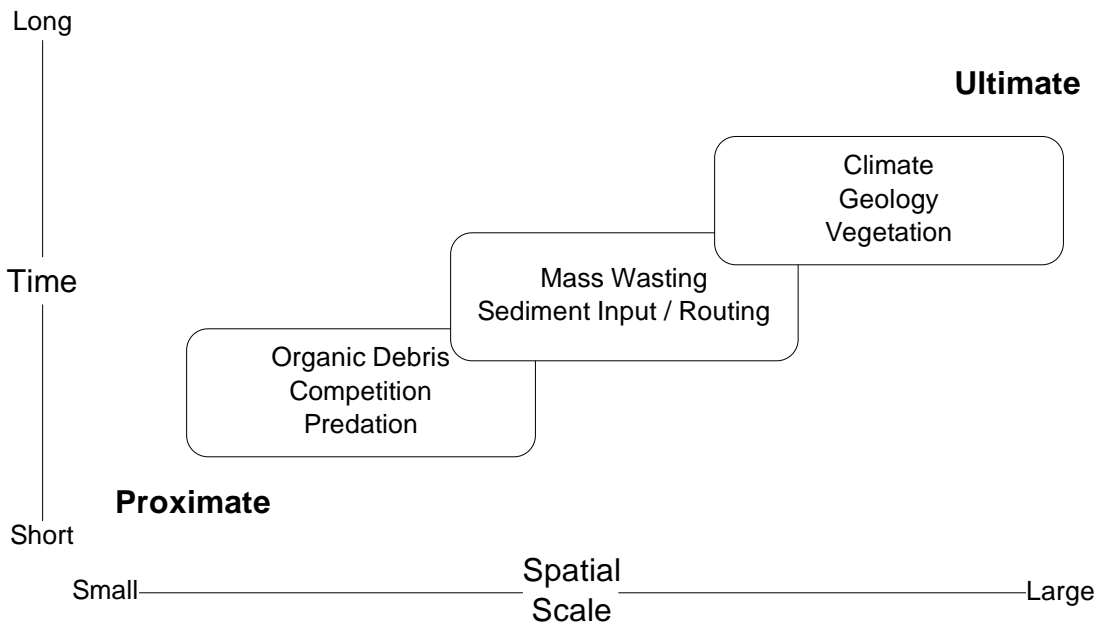 Long
Ultimate
Climate
Geology
Vegetation
Time
Mass Wasting
Sediment Input / Routing
Organic Debris
Competition
Predation
Proximate
Short
Small
Spatial
Scale
Large